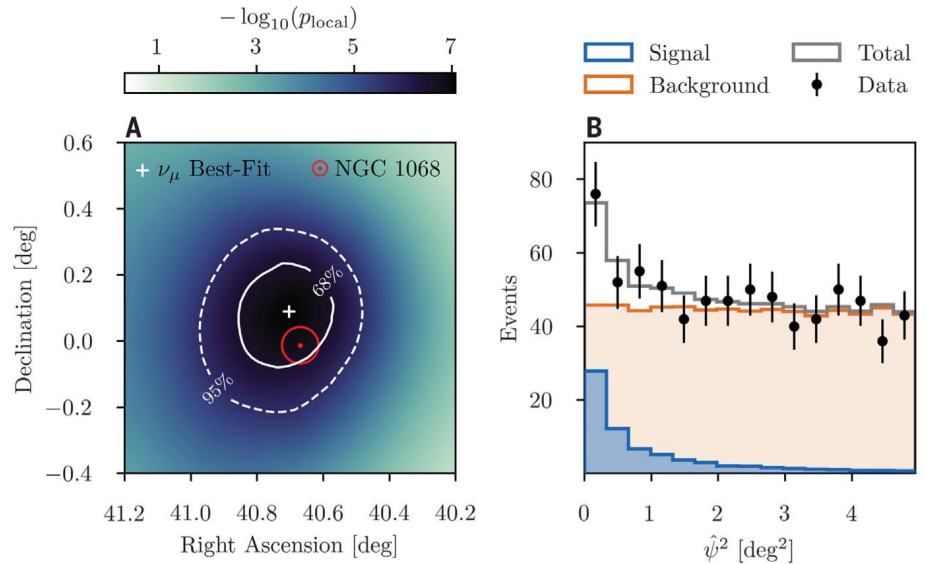 − log₁₀(p_local)
1 3 5 7
A
ν_μ Best-Fit NGC 1068
68%
95%
0.6
0.4
0.2
0.0
−0.2
−0.4
Declination [deg]
41.2 41.0 40.8 40.6 40.4 40.2
Right Ascension [deg]
Signal Total
Background Data
B
80
60
40
20
Events
0 1 2 3 4
ψ̂² [deg²]